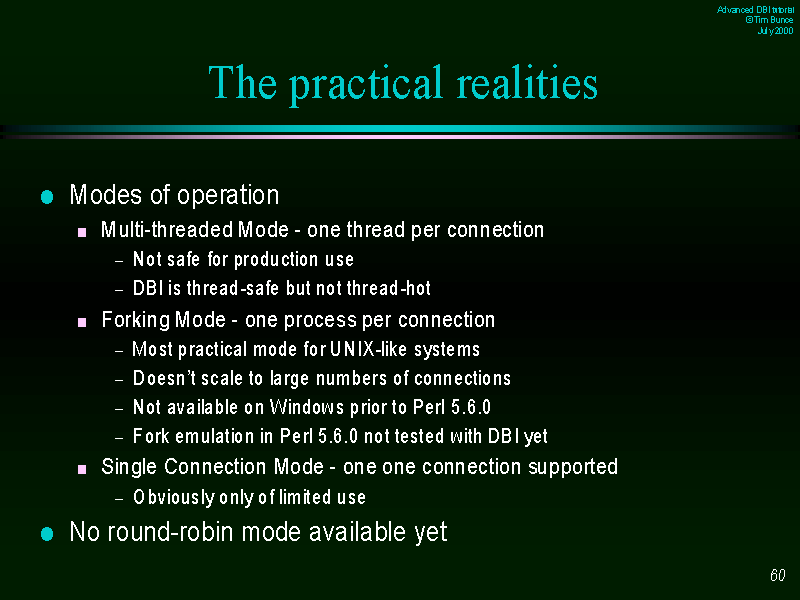 Advanced DBI tutorial
© Tim Bunce
July 2000
The practical realities
Modes of operation
Multi-threaded Mode - one thread per connection
– Not safe for production use
– DBI is thread-safe but not thread-hot
Forking Mode - one process per connection
– Most practical mode for UNIX-like systems
– Doesn’t scale to large numbers of connections
– Not available on Windows prior to Perl 5.6.0
– Fork emulation in Perl 5.6.0 not tested with DBI yet
Single Connection Mode - one one connection supported
– Obviously only of limited use
No round-robin mode available yet
60